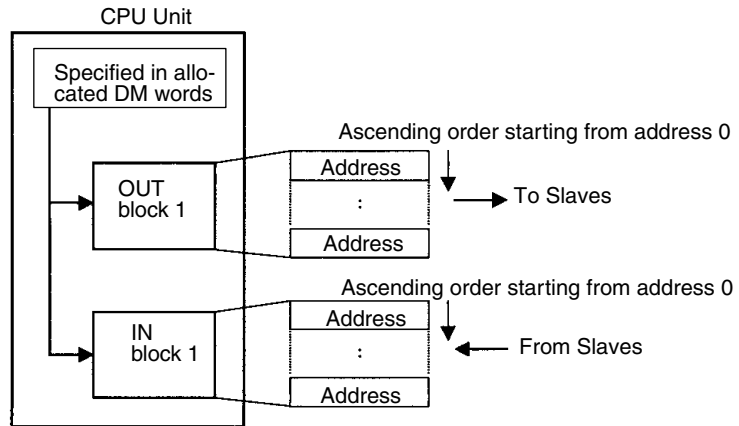 CPU Unit
Specified in allo-
cated DM words
Ascending order starting from address 0
Address
OUT
block 1
:
To Slaves
Address
Ascending order starting from address 0
Address
IN
block 1
:
From Slaves
Address